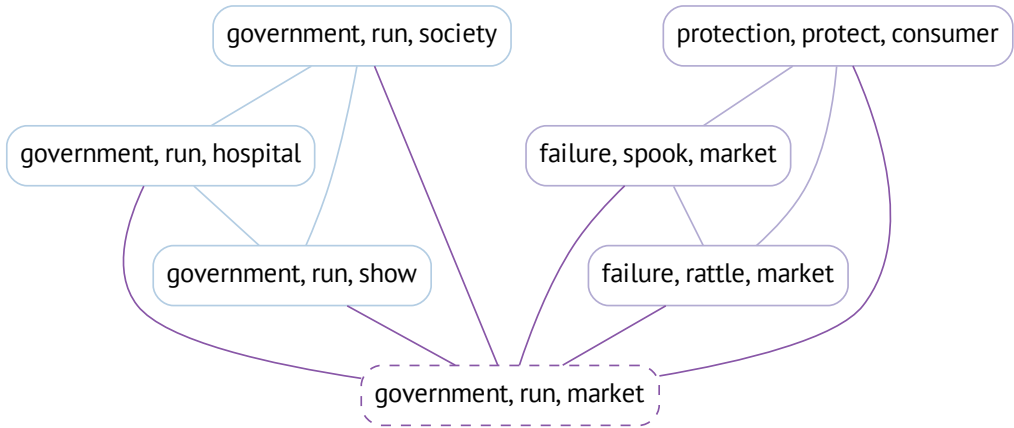 government, run, society
protection, protect, consumer
government, run, hospital
failure, spook, market
government, run, show
failure, rattle, market
government, run, market